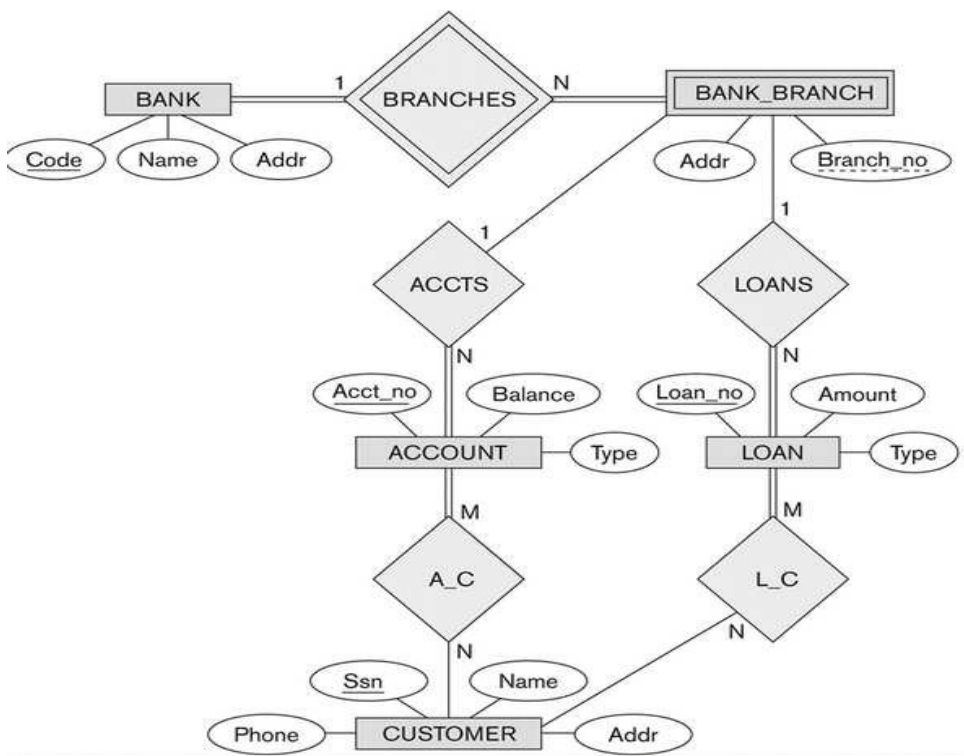 1
N
BANK
BRANCHES
BANK_BRANCH
Code
Name
Addr
Addr
Branch_no
1
1
ACCTS
LOANS
N
N
Acct_no
Balance
Loan_no
Amount
ACCOUNT
Type
LOAN
Type
M
M
A_C
L_C
N
N
Ssn
Name
Phone
CUSTOMER
Addr